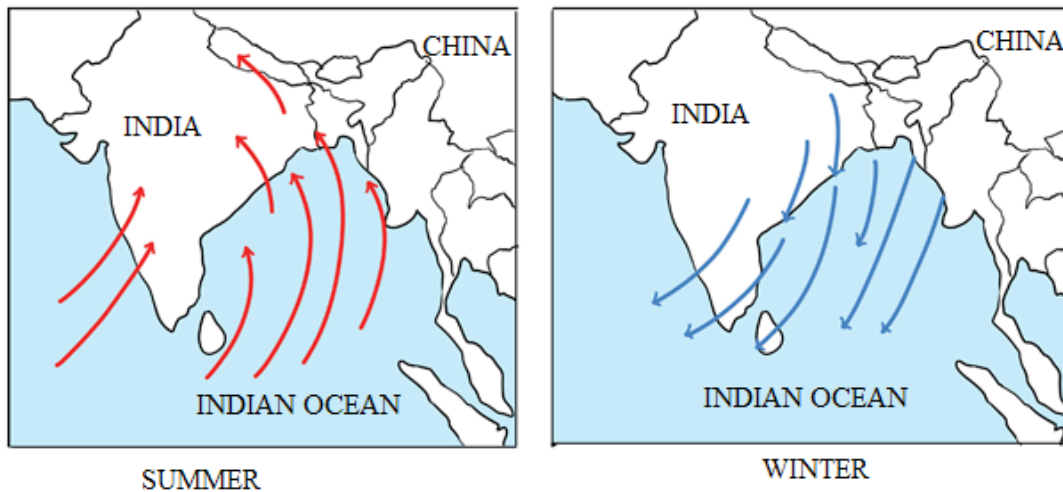 CHINA
INDIA
INDIAN OCEAN
SUMMER
CHINA
INDIA
INDIAN OCEAN
WINTER